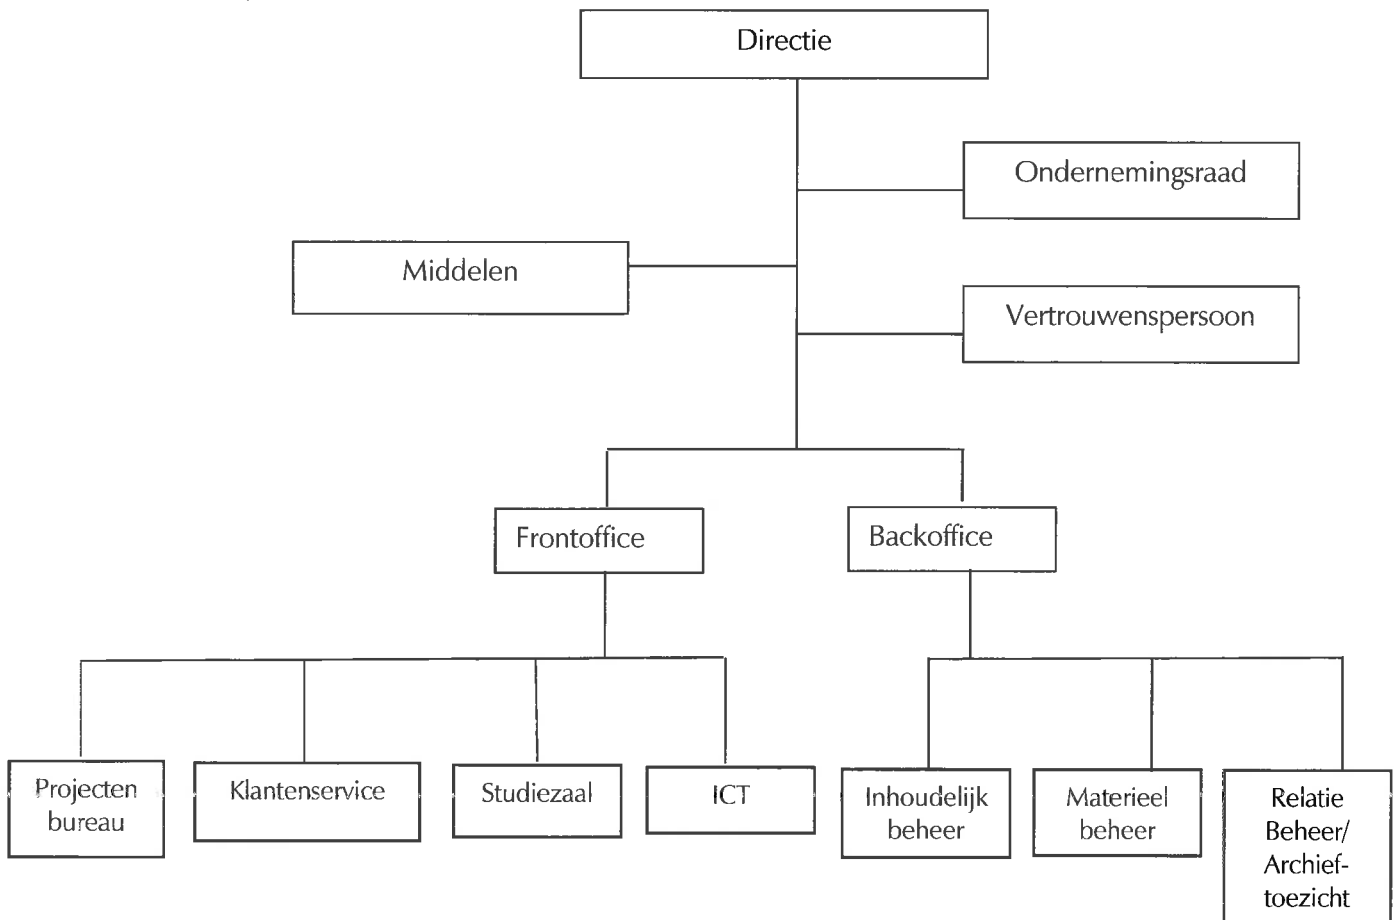 Directie
Ondernemingsraad
Middelen
Vertrouwenspersoon
Frontoffice
Backoffice
Projecten
bureau
Klantenservice
Studiezaal
ICT
Inhoudelijk
beheer
Materieel
beheer
Relatie
Beheer/
Archief-
toezicht